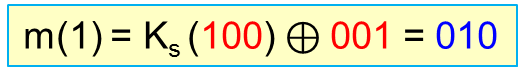 m(1) = Kₛ (100) ⊕ 001 = 010